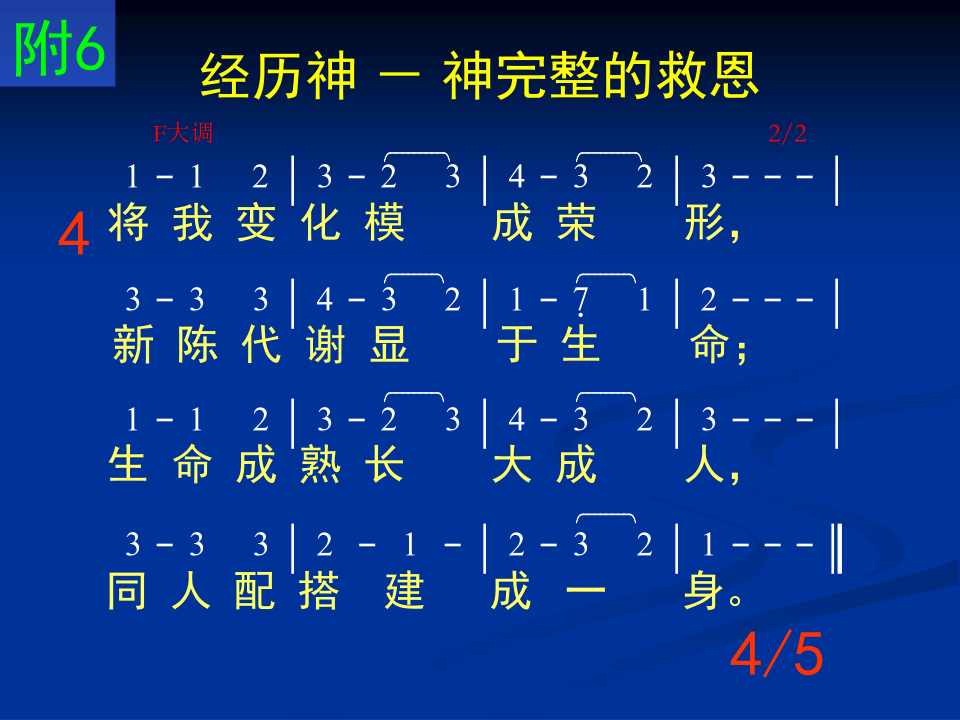 附6
经历神 － 神完整的救恩
F大调 2/2
1 － 1 2 | 3 － 2 3 | 4 － 3 2 | 3 － － － |
4 将 我 变 化 模 成 荣 形，
3 － 3 3 | 4 － 3 2 | 1 － 7̣ 1 | 2 － － － |
新 陈 代 谢 显 于 生 命；
1 － 1 2 | 3 － 2 3 | 4 － 3 2 | 3 － － － |
生 命 成 熟 长 大 成 人，
3 － 3 3 | 2 － 1 － | 2 － 3 2 | 1 － － － ‖
同 人 配 搭 建 成 一 身。
4/5